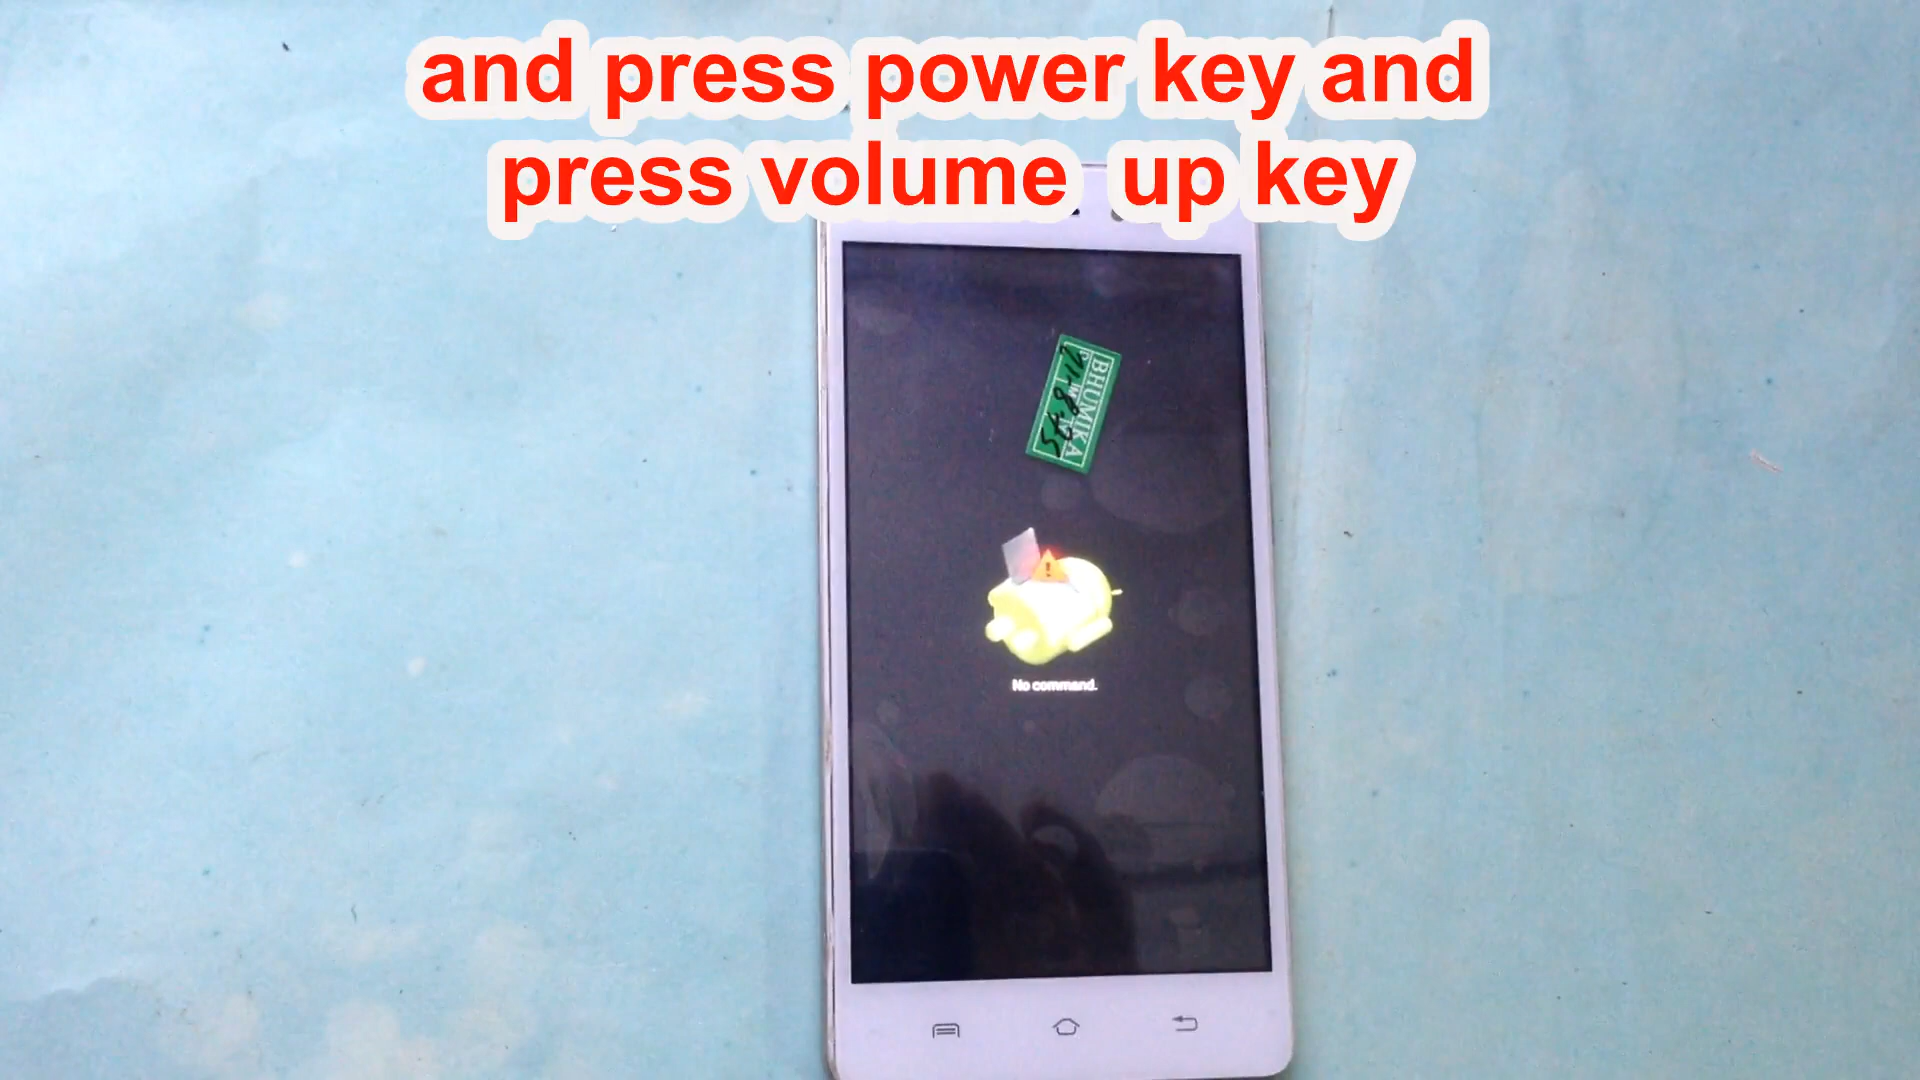 and press power key and
press volume  up key
BHUMIKA
No command.